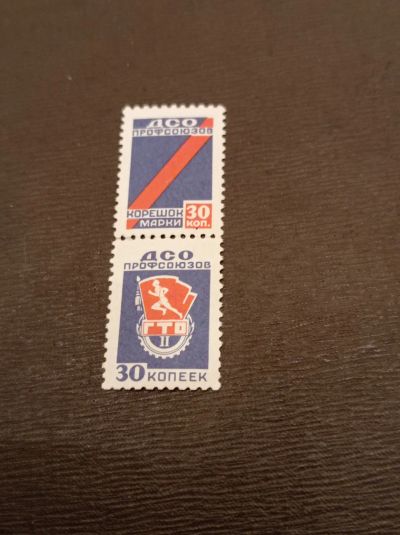 ДСО
ПРОФСОЮЗОВ
КОРЕШОК
МАРКИ
30
КОП.
ДСО
ПРОФСОЮЗОВ
ГТО
II
30 КОПЕЕК